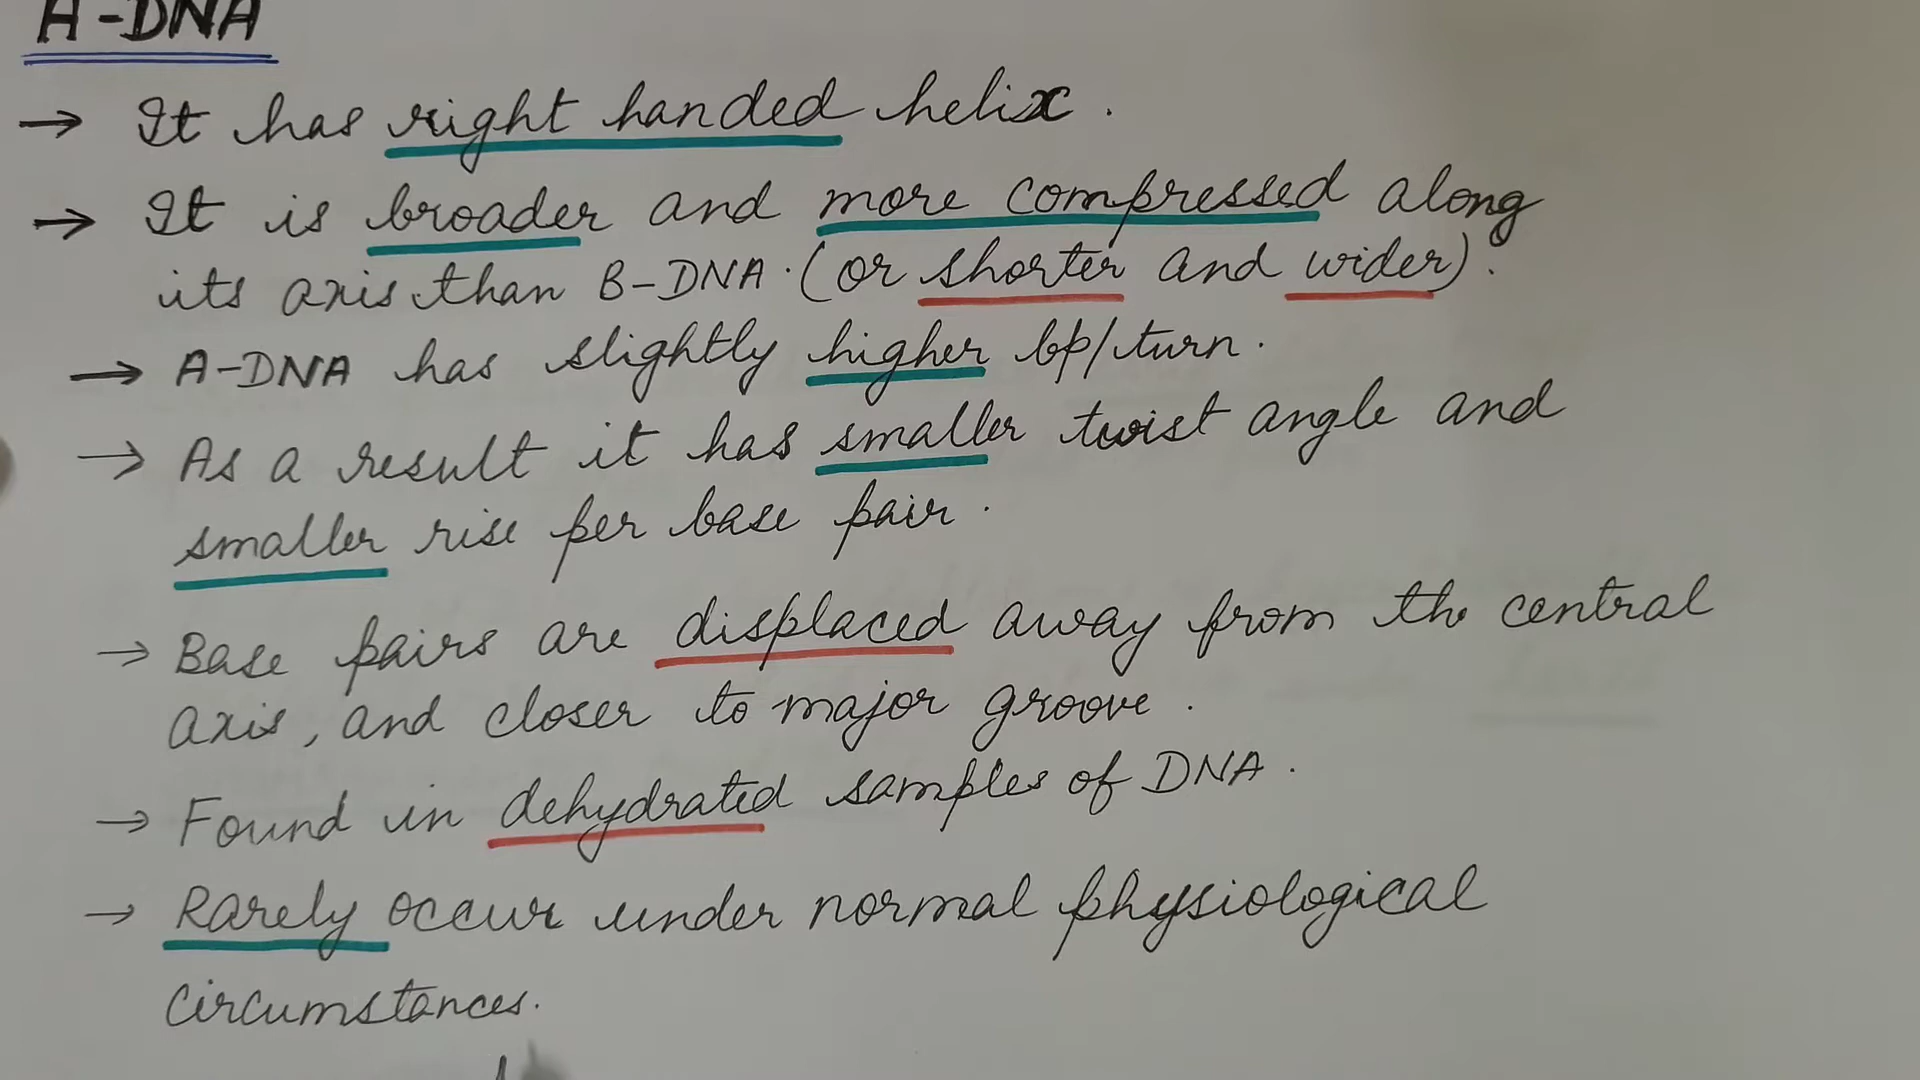 A-DNA
→ It has right handed helix.
→ It is broader and more compressed along
its axis than B-DNA. (or shorter and wider).
→ A-DNA has slightly higher bp/turn.
→ As a result it has smaller twist angle and
smaller rise per base pair.
→ Base pairs are displaced away from the central
axis, and closer to major groove.
→ Found in dehydrated samples of DNA.
→ Rarely occur under normal physiological
circumstances.